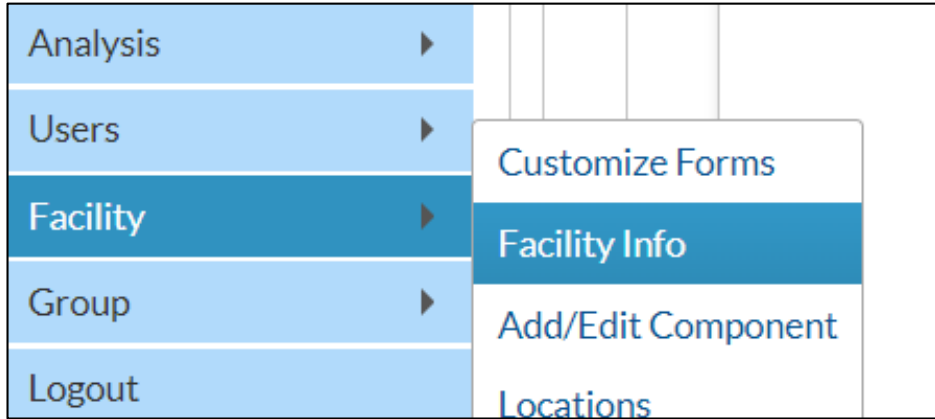 Analysis
Users
Facility
Group
Logout
Customize Forms
Facility Info
Add/Edit Component
Locations